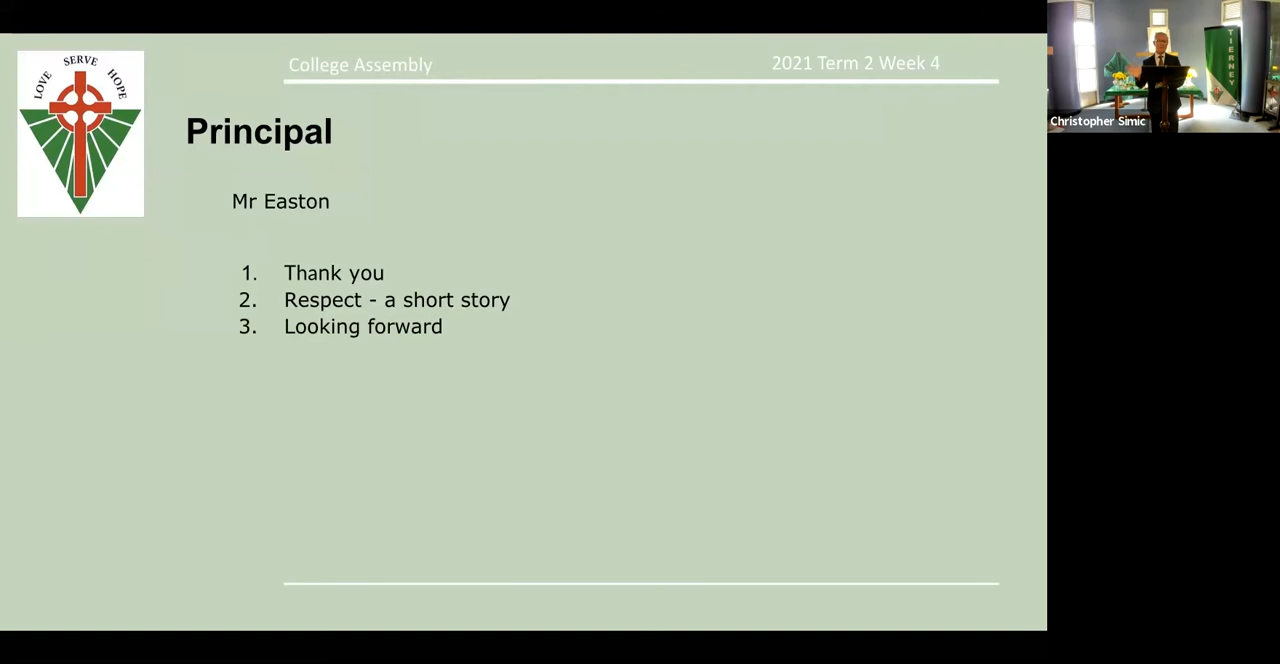 LOVE SERVE HOPE
College Assembly
2021 Term 2 Week 4
Principal
Mr Easton
1. Thank you
2. Respect - a short story
3. Looking forward
TIERNEY
Christopher Simic